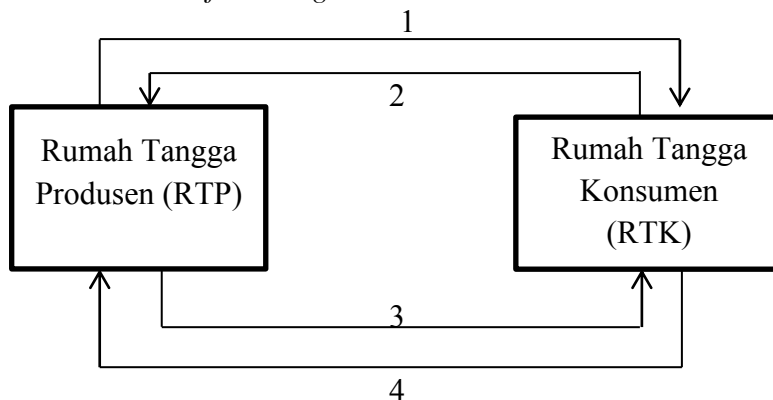 1
2
Rumah Tangga
Produsen (RTP)
Rumah Tangga
Konsumen
(RTK)
3
4